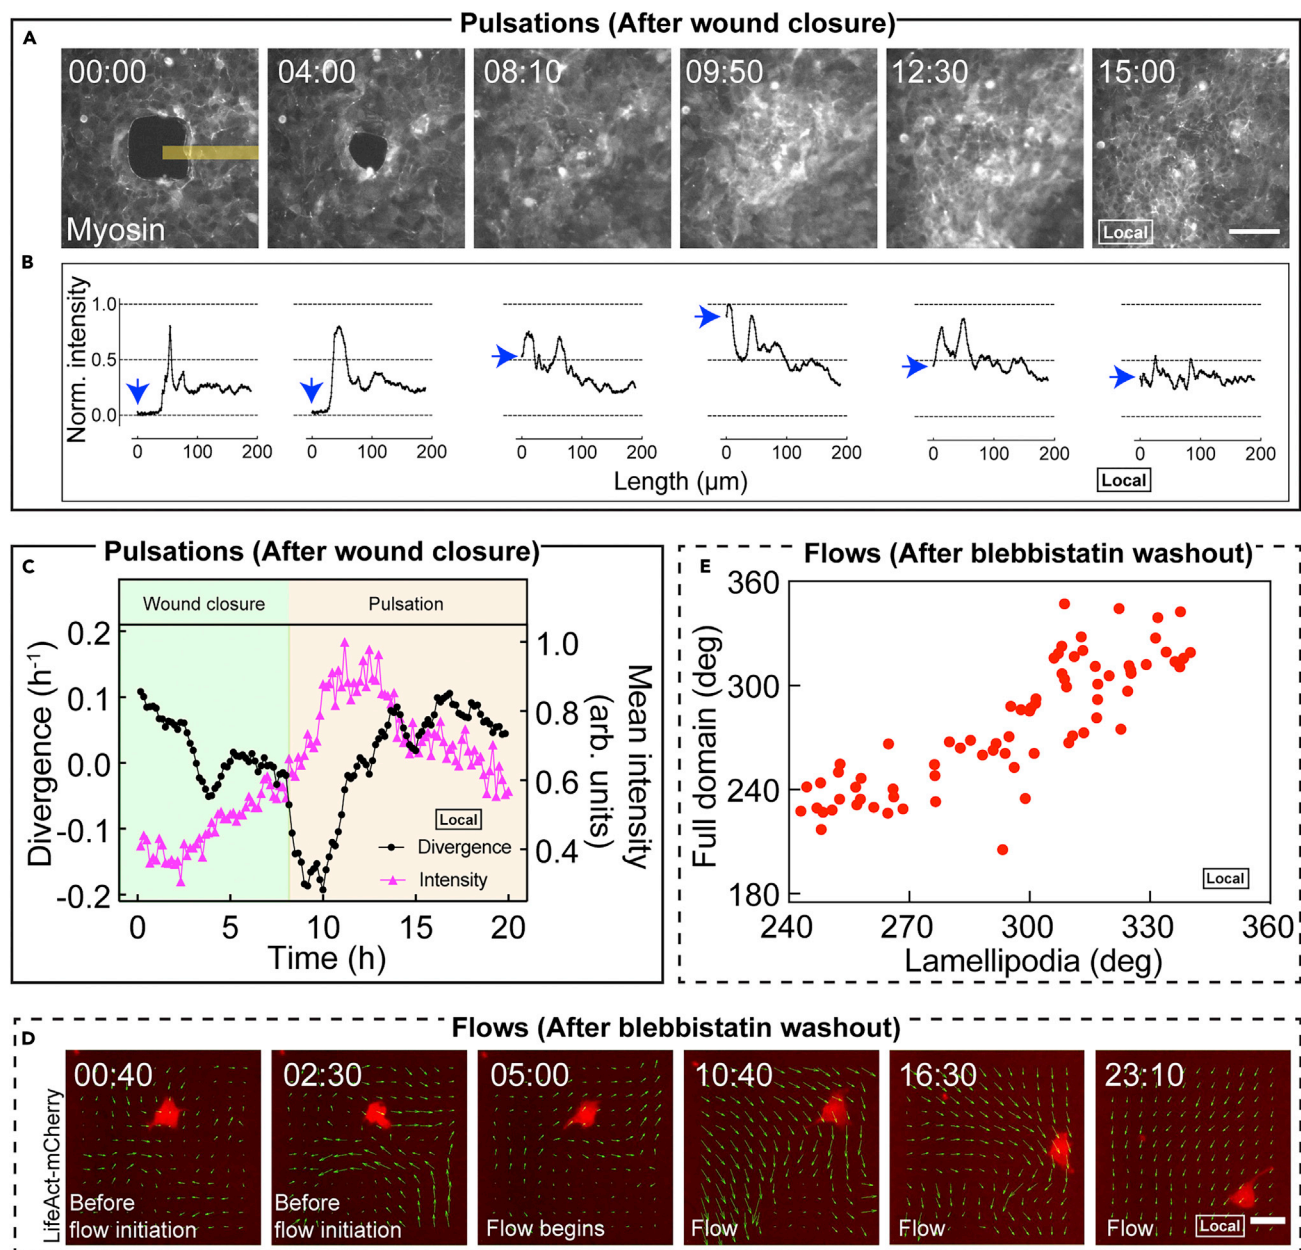 Pulsations (After wound closure)
A
00:00
04:00
08:10
09:50
12:30
15:00
Myosin
Local
B
Norm. intensity
1.0
0.5
0.0
0 100 200
0 100 200
0 100 200
0 100 200
0 100 200
0 100 200
Length (µm)
Local
Pulsations (After wound closure)
C
Wound closure
Pulsation
Divergence (h⁻¹)
0.2
0.1
0.0
-0.1
-0.2
Mean intensity
(arb. units)
1.0
0.8
0.6
0.4
Local
Divergence
Intensity
0 5 10 15 20
Time (h)
Flows (After blebbistatin washout)
E
Full domain (deg)
360
300
240
180
Local
240 270 300 330 360
Lamellipodia (deg)
Flows (After blebbistatin washout)
D
LifeAct-mCherry
00:40
Before
flow initiation
02:30
Before
flow initiation
05:00
Flow begins
10:40
Flow
16:30
Flow
23:10
Flow
Local